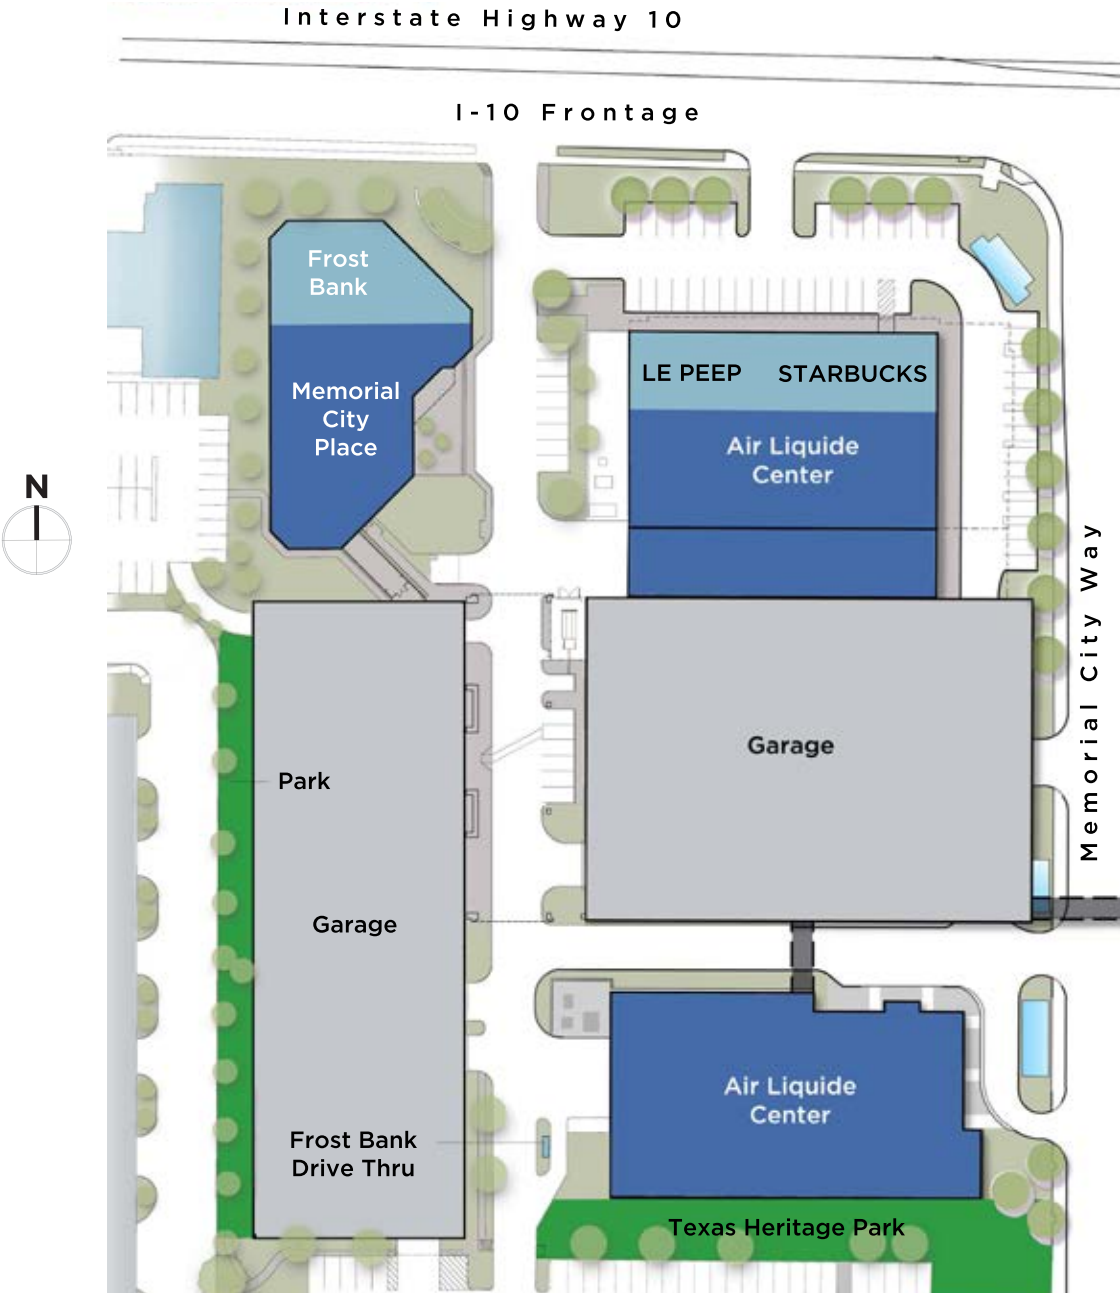 Interstate Highway 10
I-10 Frontage
Frost
Bank
Memorial
City
Place
LE PEEP STARBUCKS
Air Liquide
Center
N
Memorial City Way
Garage
Park
Garage
Air Liquide
Center
Frost Bank
Drive Thru
Texas Heritage Park